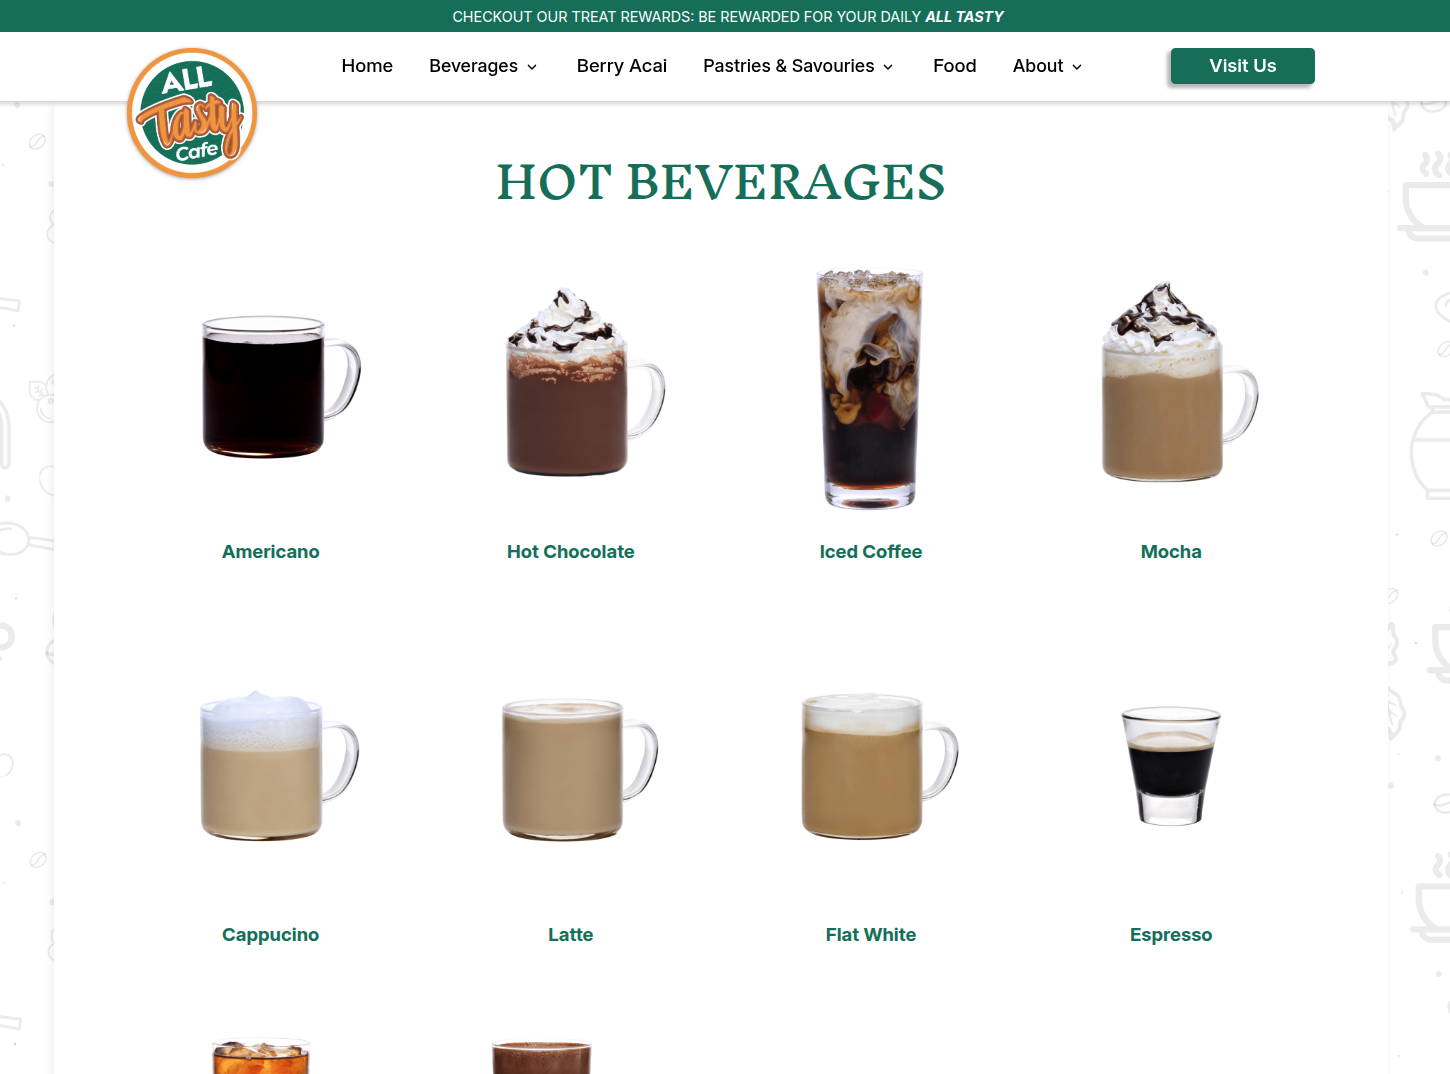 CHECKOUT OUR TREAT REWARDS: BE REWARDED FOR YOUR DAILY ALL TASTY
Home Beverages Berry Acai Pastries & Savouries Food About Visit Us
ALL
Tasty
Cafe
HOT BEVERAGES
Americano Hot Chocolate Iced Coffee Mocha
Cappucino Latte Flat White Espresso